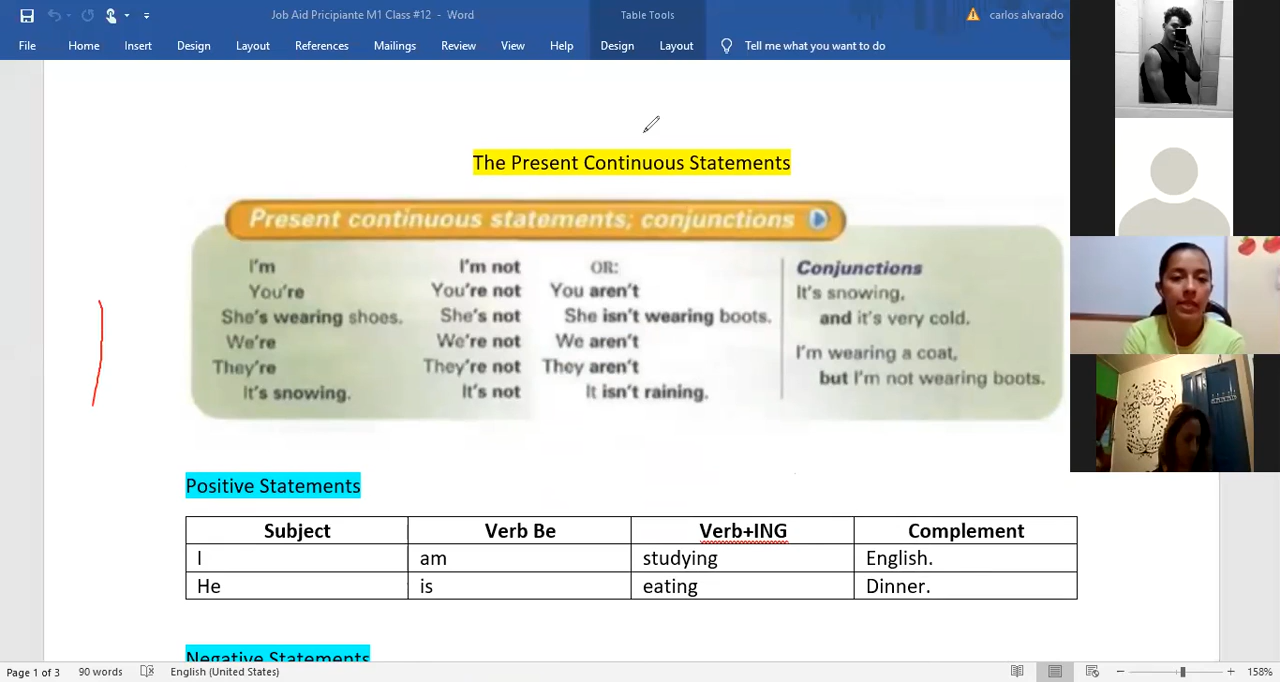 Job Aid Pricipiante M1 Class #12 - Word
Table Tools
carlos alvarado
File Home Insert Design Layout References Mailings Review View Help Design Layout Tell me what you want to do
The Present Continuous Statements
Present continuous statements; conjunctions
I'm I'm not OR:
You're You're not You aren't
She's wearing shoes. She's not She isn't wearing boots.
We're We're not We aren't
They're They're not They aren't
It's snowing. It's not It isn't raining.
Conjunctions
It's snowing,
and it's very cold.
I'm wearing a coat,
but I'm not wearing boots.
Positive Statements
Subject Verb Be Verb+ING Complement
I am studying English.
He is eating Dinner.
Negative Statements
Page 1 of 3 90 words English (United States) 158%